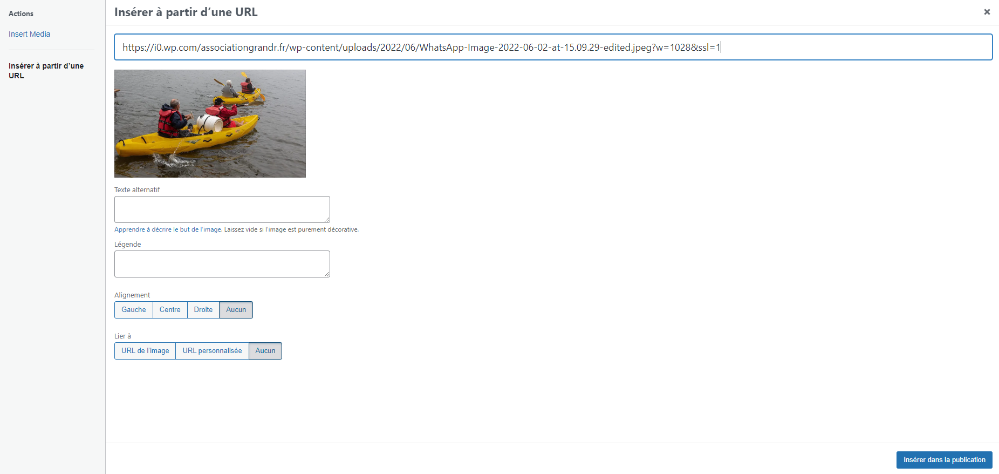 Actions
Insert Media
Insérer à partir d’une
URL
Insérer à partir d’une URL
https://i0.wp.com/associationgrandr.fr/wp-content/uploads/2022/06/WhatsApp-Image-2022-06-02-at-15.09.29-edited.jpeg?w=1028&ssl=1
Texte alternatif
Apprendre à décrire le but de l’image. Laissez vide si l’image est purement décorative.
Légende
Alignement
Gauche Centre Droite Aucun
Lier à
URL de l’image URL personnalisée Aucun
Insérer dans la publication